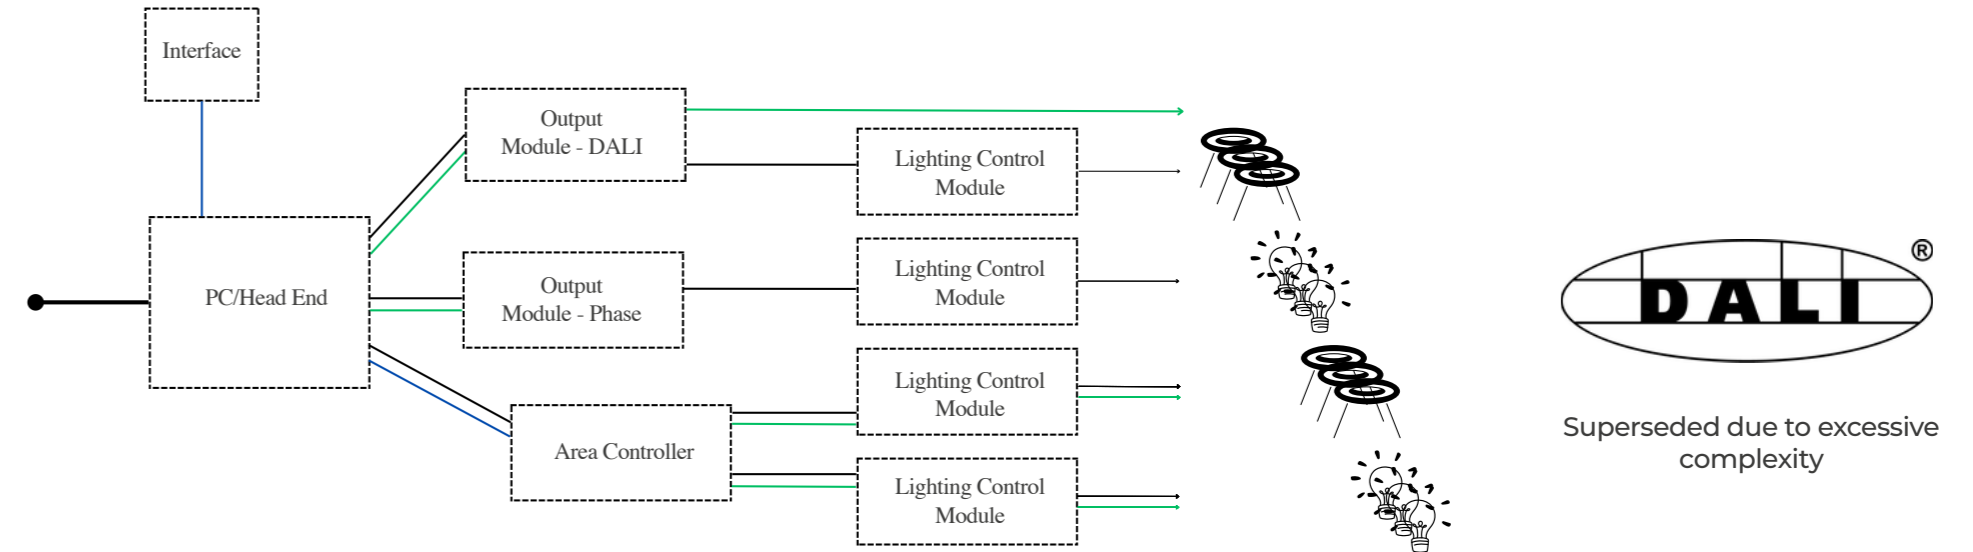 Interface
Output
Module - DALI
Lighting Control
Module
PC/Head End
Output
Module - Phase
Lighting Control
Module
Area Controller
Lighting Control
Module
Lighting Control
Module
DALI
®
Superseded due to excessive
complexity